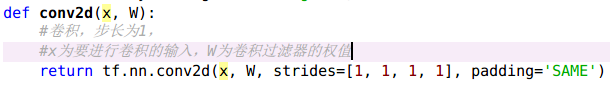 def conv2d(x, W):
#卷积，步长为1，
#x为要进行卷积的输入，W为卷积过滤器的权值
return tf.nn.conv2d(x, W, strides=[1, 1, 1, 1], padding='SAME')